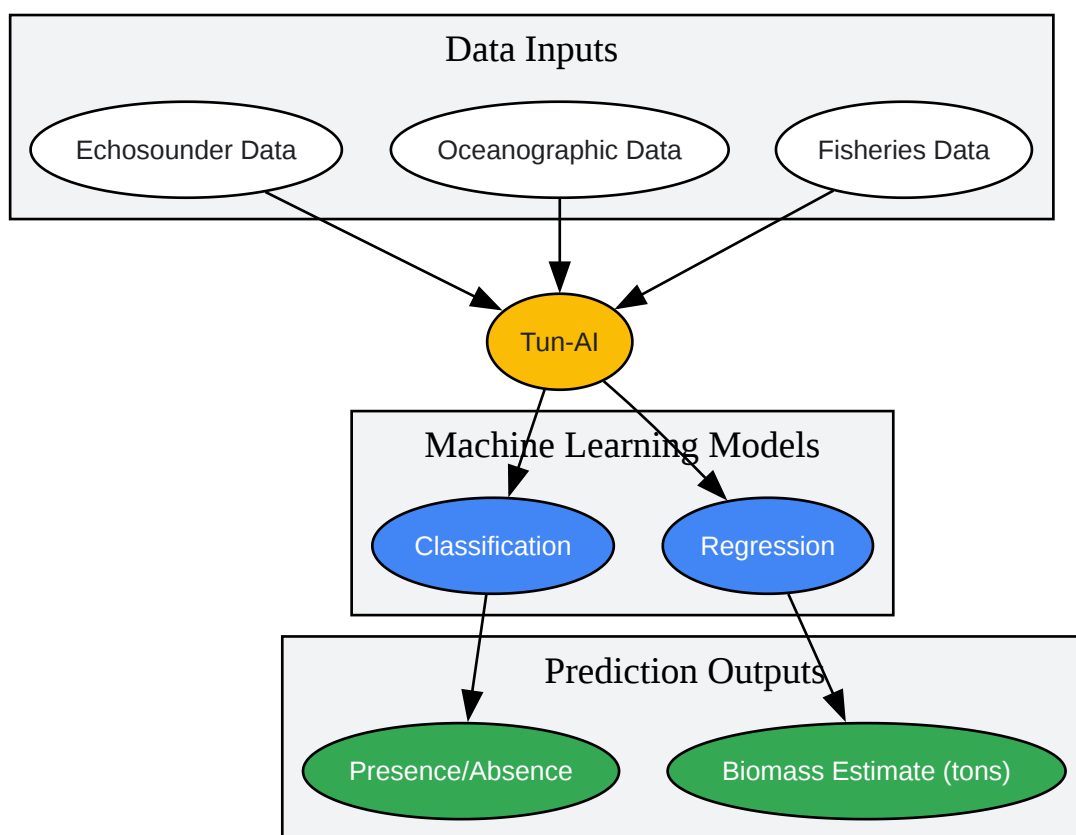 Data Inputs
Echosounder Data
Oceanographic Data
Fisheries Data
Tun-AI
Machine Learning Models
Classification
Regression
Prediction Outputs
Presence/Absence
Biomass Estimate (tons)